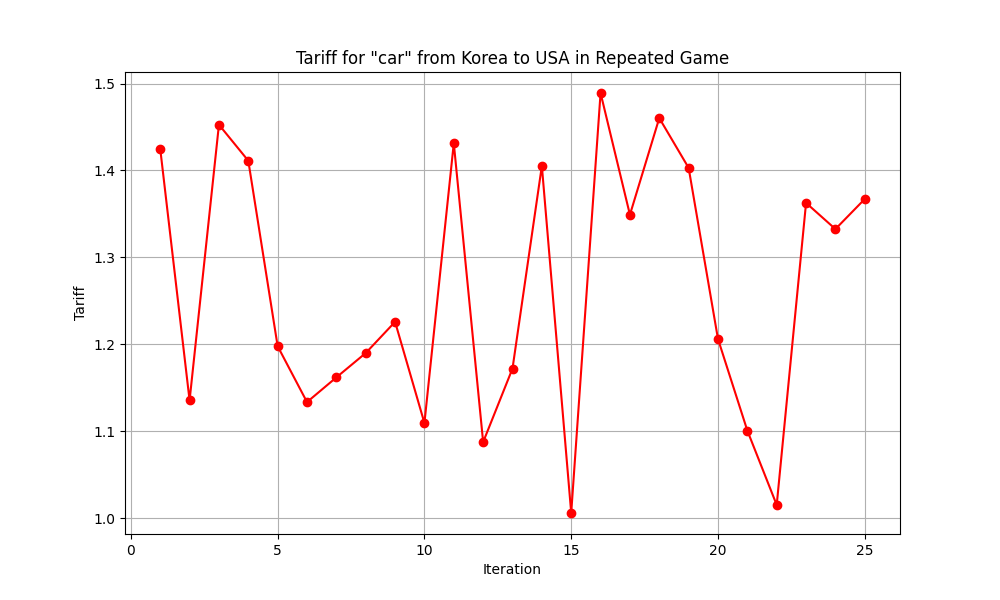 Tariff for "car" from Korea to USA in Repeated Game
1.5
1.4
1.3
1.2
1.1
1.0
Tariff
0 5 10 15 20 25
Iteration